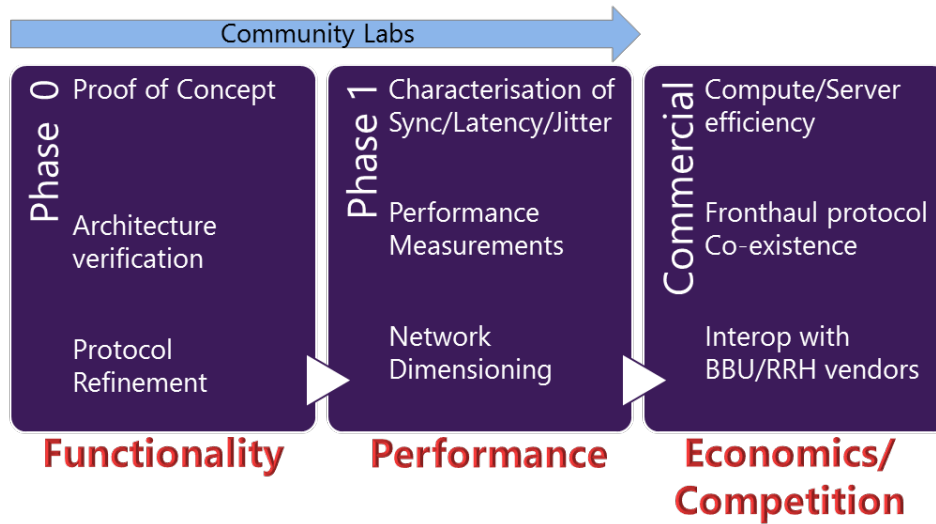 Community Labs
Phase 0
Proof of Concept
Architecture
verification
Protocol
Refinement
Functionality
Phase 1
Characterisation of
Sync/Latency/Jitter
Performance
Measurements
Network
Dimensioning
Performance
Commercial
Compute/Server
efficiency
Fronthaul protocol
Co-existence
Interop with
BBU/RRH vendors
Economics/
Competition